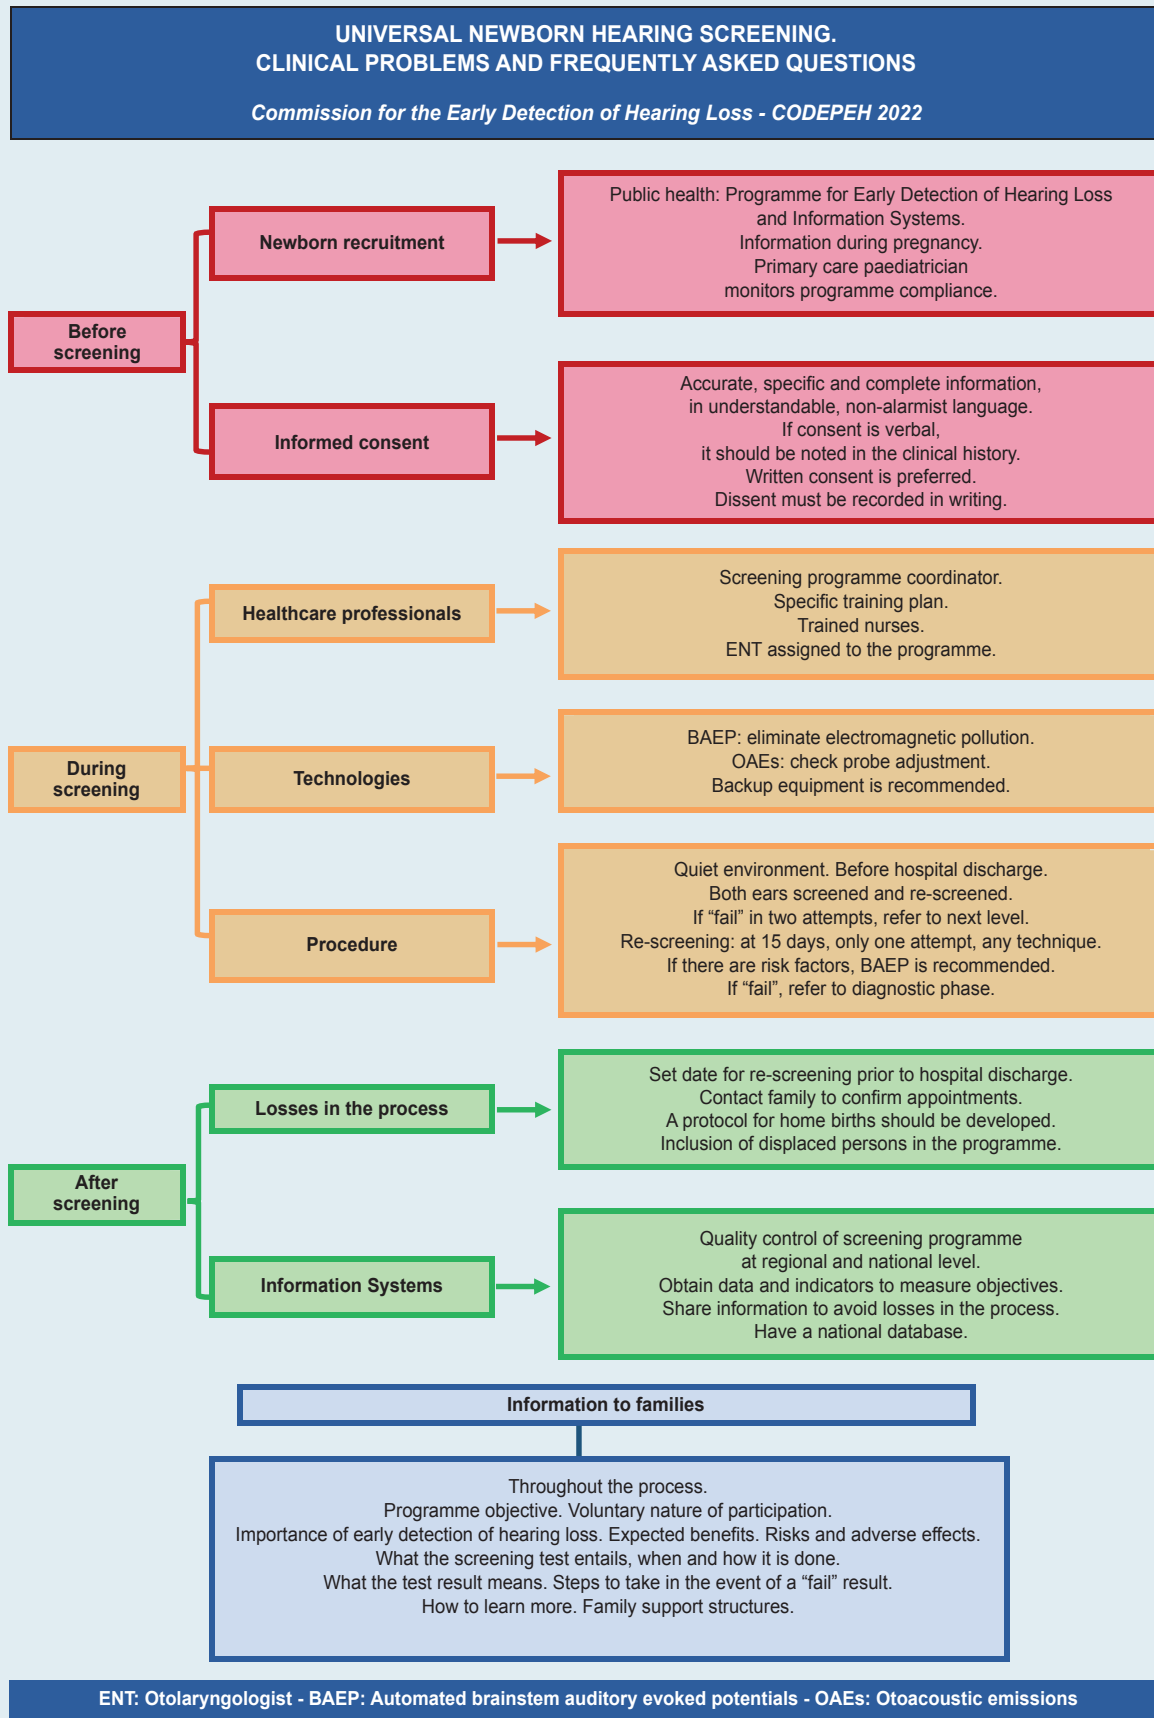 UNIVERSAL NEWBORN HEARING SCREENING.
CLINICAL PROBLEMS AND FREQUENTLY ASKED QUESTIONS
Commission for the Early Detection of Hearing Loss - CODEPEH 2022
Before
screening
Newborn recruitment
Public health: Programme for Early Detection of Hearing Loss
and Information Systems.
Information during pregnancy.
Primary care paediatrician
monitors programme compliance.
Informed consent
Accurate, specific and complete information,
in understandable, non-alarmist language.
If consent is verbal,
it should be noted in the clinical history.
Written consent is preferred.
Dissent must be recorded in writing.
During
screening
Healthcare professionals
Screening programme coordinator.
Specific training plan.
Trained nurses.
ENT assigned to the programme.
Technologies
BAEP: eliminate electromagnetic pollution.
OAEs: check probe adjustment.
Backup equipment is recommended.
Procedure
Quiet environment. Before hospital discharge.
Both ears screened and re-screened.
If “fail” in two attempts, refer to next level.
Re-screening: at 15 days, only one attempt, any technique.
If there are risk factors, BAEP is recommended.
If “fail”, refer to diagnostic phase.
After
screening
Losses in the process
Set date for re-screening prior to hospital discharge.
Contact family to confirm appointments.
A protocol for home births should be developed.
Inclusion of displaced persons in the programme.
Information Systems
Quality control of screening programme
at regional and national level.
Obtain data and indicators to measure objectives.
Share information to avoid losses in the process.
Have a national database.
Information to families
Throughout the process.
Programme objective. Voluntary nature of participation.
Importance of early detection of hearing loss. Expected benefits. Risks and adverse effects.
What the screening test entails, when and how it is done.
What the test result means. Steps to take in the event of a “fail” result.
How to learn more. Family support structures.
ENT: Otolaryngologist - BAEP: Automated brainstem auditory evoked potentials - OAEs: Otoacoustic emissions